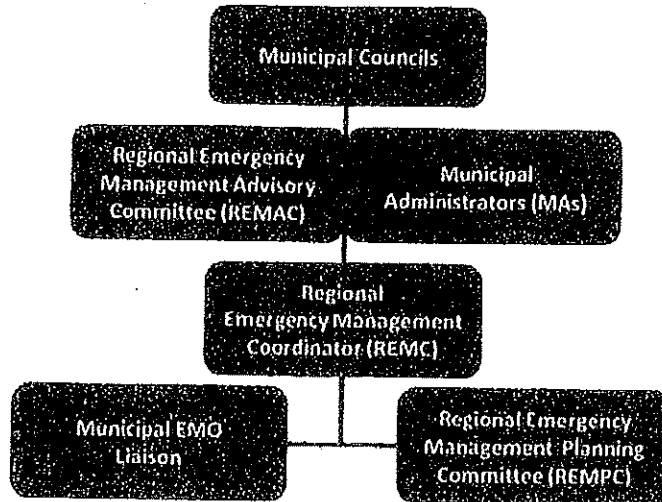 Municipal Councils
Regional Emergency
Management Advisory
Committee (REMAC)
Municipal
Administrators (MAs)
Regional
Emergency Management
Coordinator (REMC)
Municipal EMO
Liaison
Regional Emergency
Management Planning
Committee (REMPC)